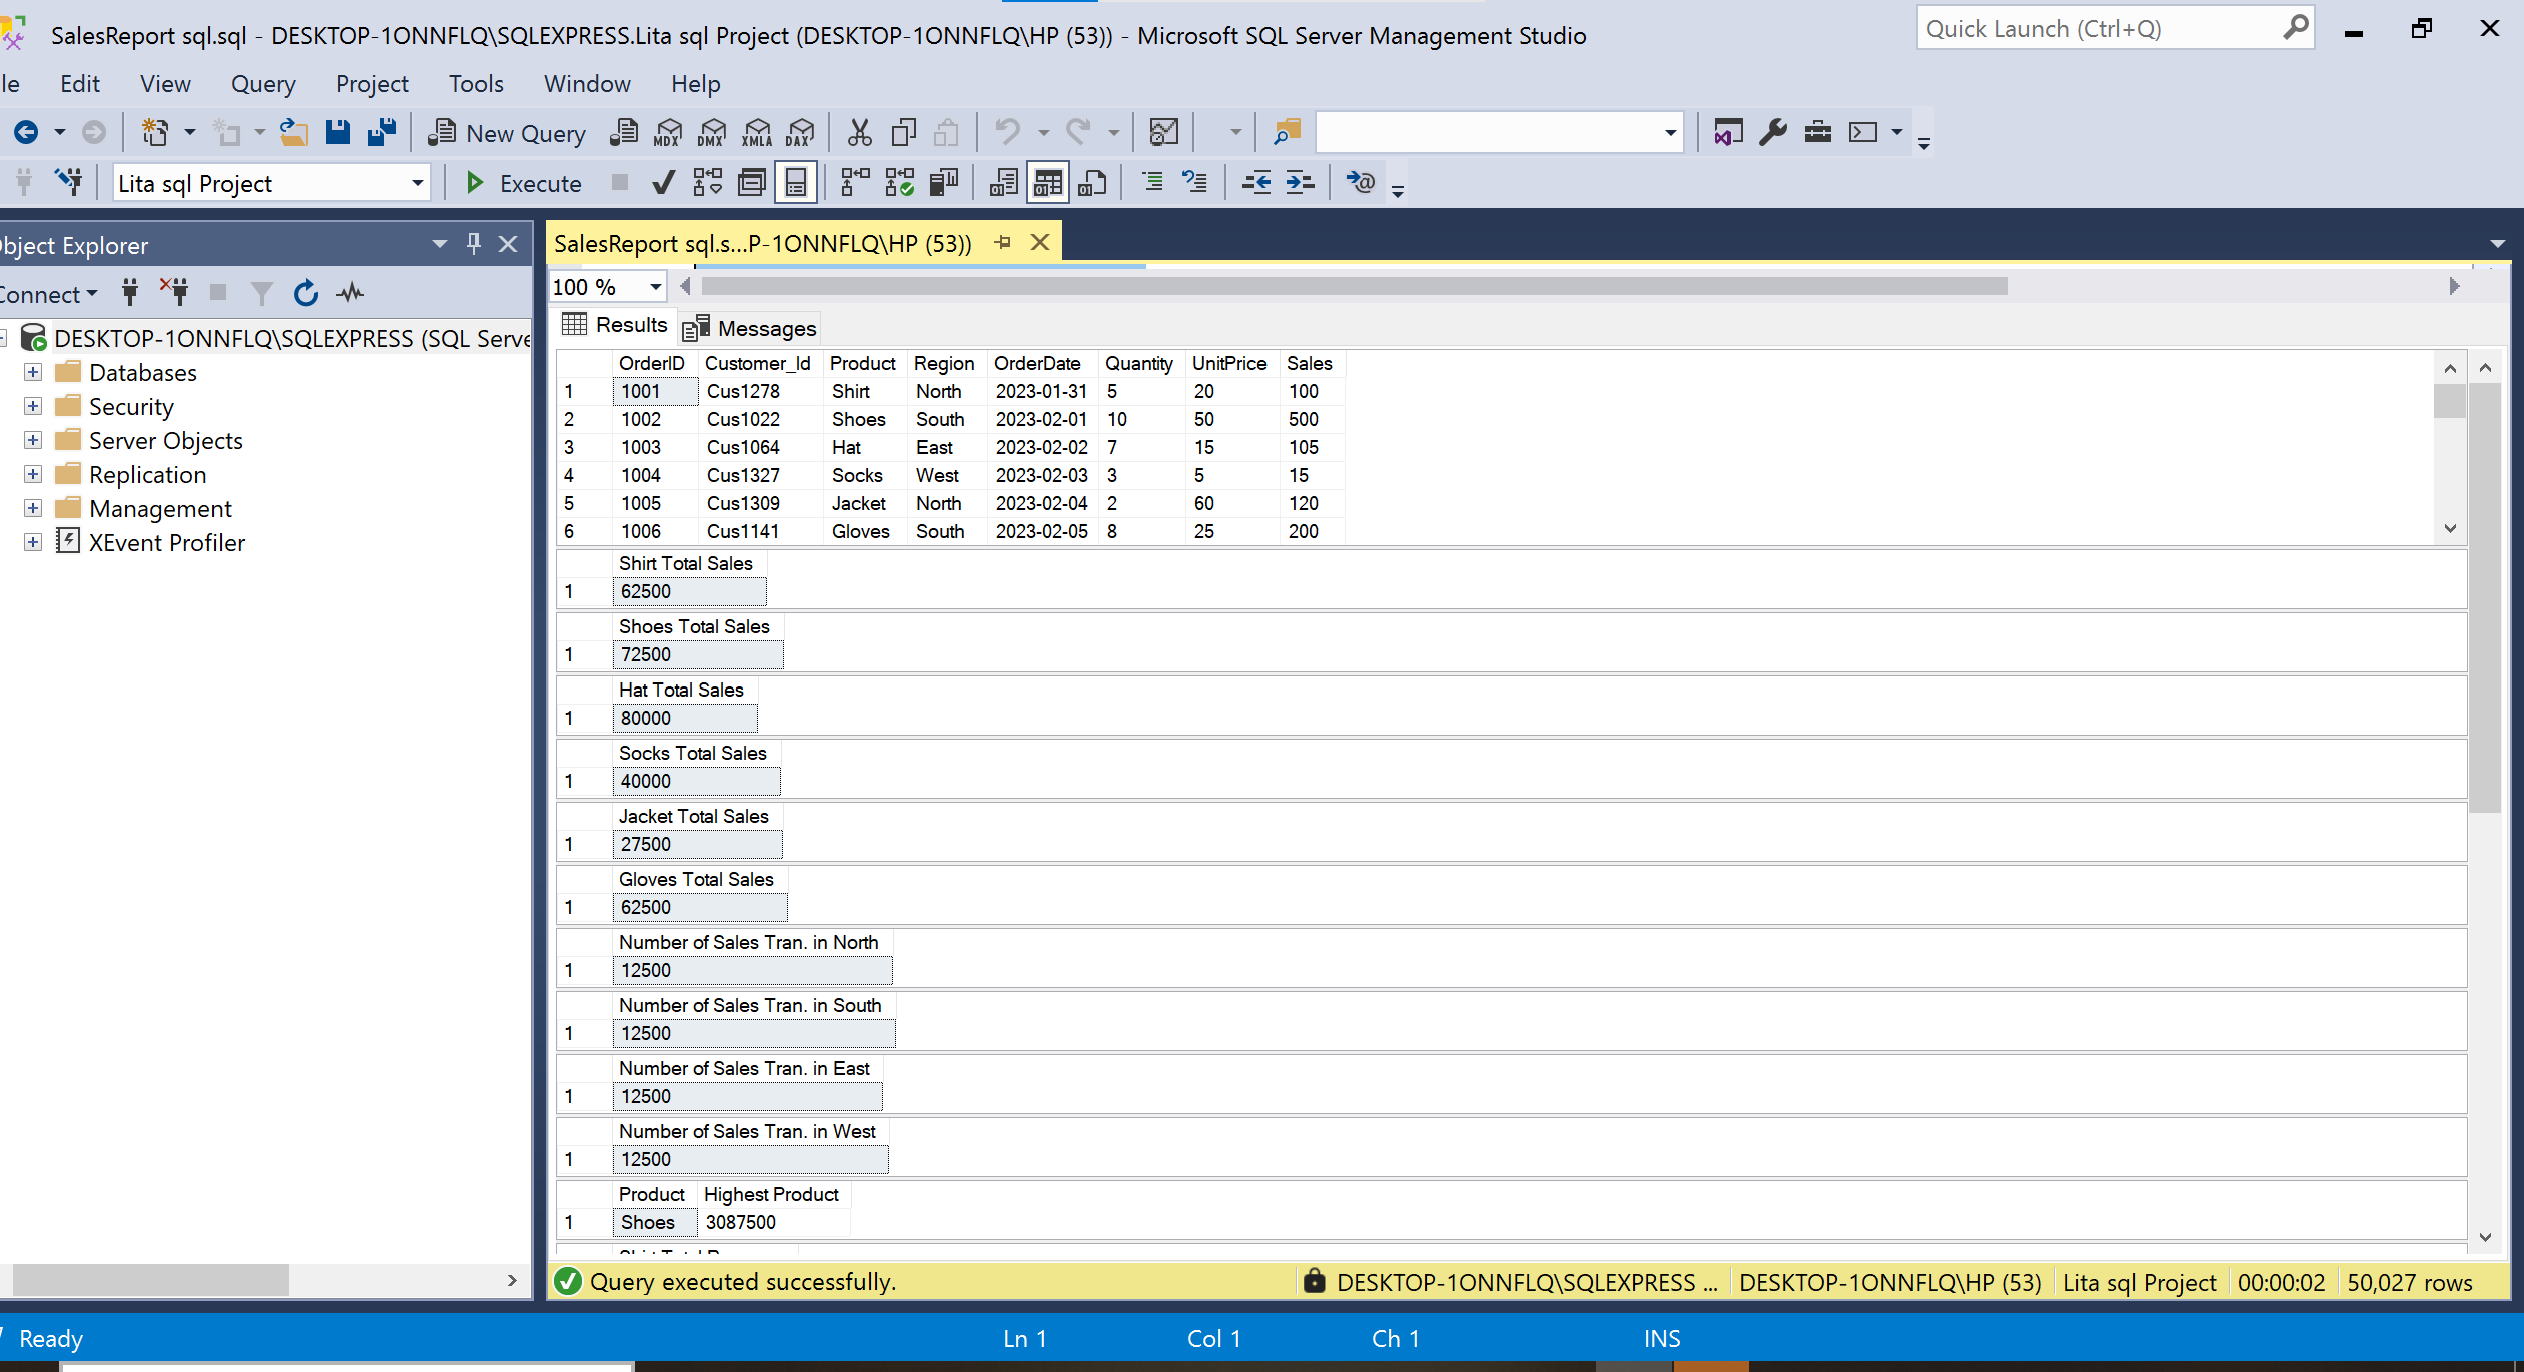 SalesReport sql.sql - DESKTOP-1ONNFLQ\SQLEXPRESS.Lita sql Project (DESKTOP-1ONNFLQ\HP (53)) - Microsoft SQL Server Management Studio
Quick Launch (Ctrl+Q)
le Edit View Query Project Tools Window Help
New Query MDX DMX XMLA DAX
Lita sql Project Execute
bject Explorer
SalesReport sql.s...P-1ONNFLQ\HP (53))
onnect
100 %
Results Messages
DESKTOP-1ONNFLQ\SQLEXPRESS (SQL Serve
Databases
Security
Server Objects
Replication
Management
XEvent Profiler
OrderID Customer_Id Product Region OrderDate Quantity UnitPrice Sales
1 1001 Cus1278 Shirt North 2023-01-31 5 20 100
2 1002 Cus1022 Shoes South 2023-02-01 10 50 500
3 1003 Cus1064 Hat East 2023-02-02 7 15 105
4 1004 Cus1327 Socks West 2023-02-03 3 5 15
5 1005 Cus1309 Jacket North 2023-02-04 2 60 120
6 1006 Cus1141 Gloves South 2023-02-05 8 25 200
Shirt Total Sales
1 62500
Shoes Total Sales
1 72500
Hat Total Sales
1 80000
Socks Total Sales
1 40000
Jacket Total Sales
1 27500
Gloves Total Sales
1 62500
Number of Sales Tran. in North
1 12500
Number of Sales Tran. in South
1 12500
Number of Sales Tran. in East
1 12500
Number of Sales Tran. in West
1 12500
Product Highest Product
1 Shoes 3087500
Query executed successfully. DESKTOP-1ONNFLQ\SQLEXPRESS ... DESKTOP-1ONNFLQ\HP (53) Lita sql Project 00:00:02 50,027 rows
Ready Ln 1 Col 1 Ch 1 INS